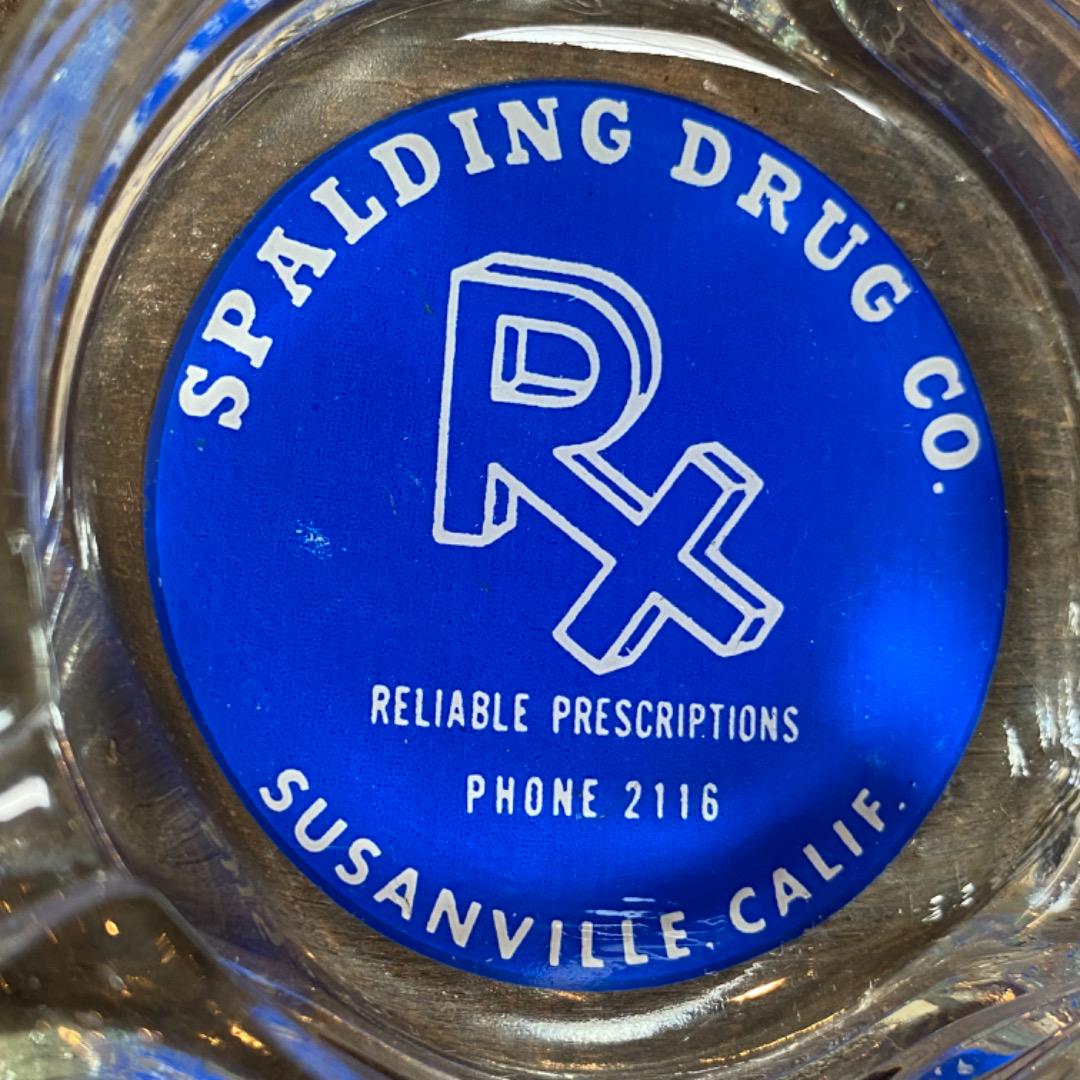 SPALDING DRUG CO.
Rx
RELIABLE PRESCRIPTIONS
PHONE 2116
SUSANVILLE, CALIF.